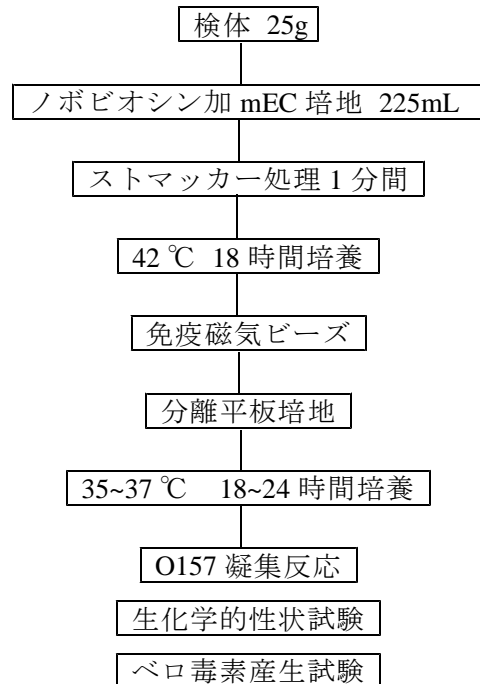 検体 25g
ノボビオシン加 mEC 培地 225mL
ストマッカー処理 1 分間
42 ℃ 18 時間培養
免疫磁気ビーズ
分離平板培地
35~37 ℃ 18~24 時間培養
O157 凝集反応
生化学的性状試験
ベロ毒素産生試験